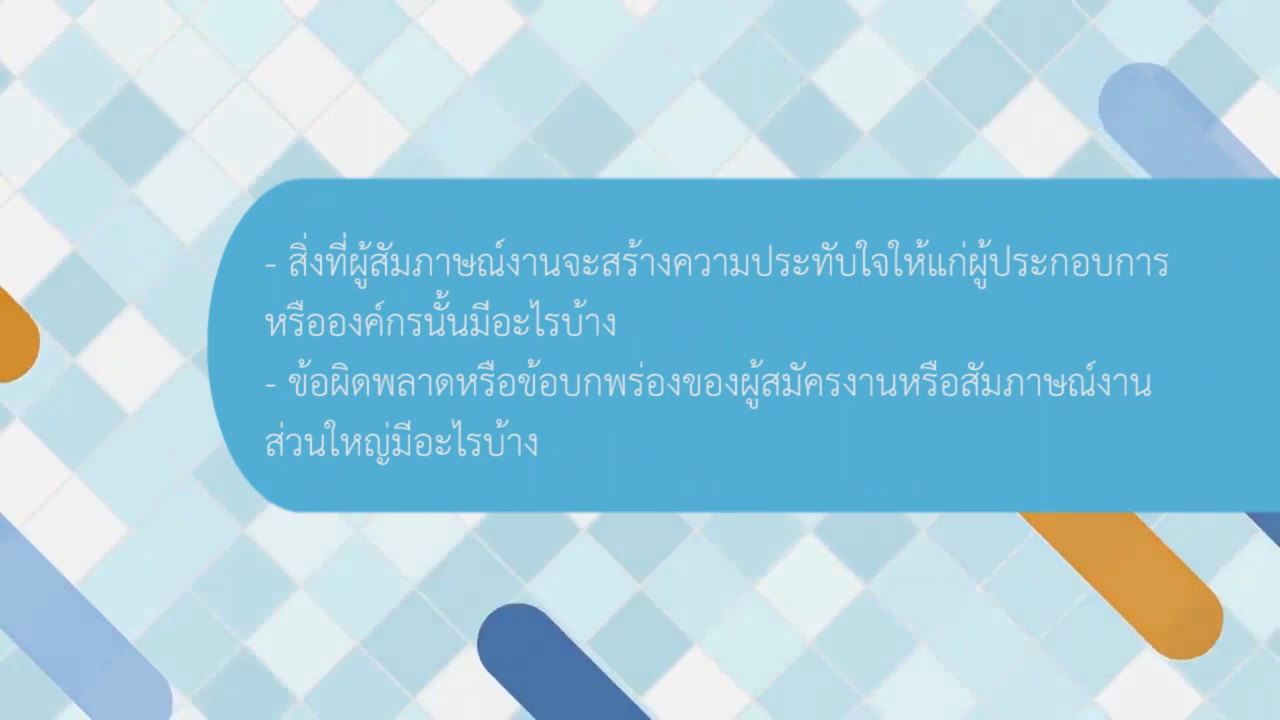 - สิ่งที่ผู้สัมภาษณ์งานจะสร้างความประทับใจให้แก่ผู้ประกอบการ
หรือองค์กรนั้นมีอะไรบ้าง
- ข้อผิดพลาดหรือข้อบกพร่องของผู้สมัครงานหรือสัมภาษณ์งาน
ส่วนใหญ่มีอะไรบ้าง